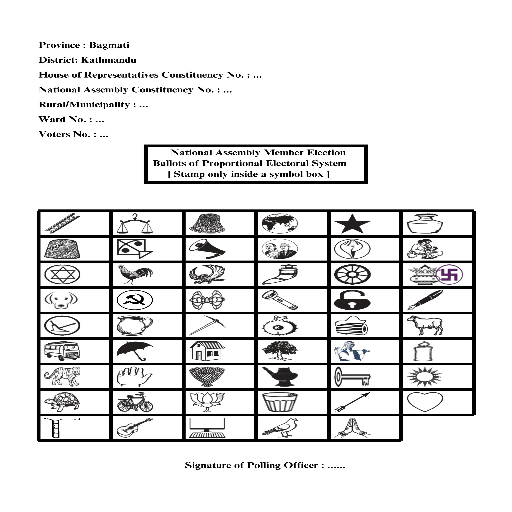 Province : Bagmati
District: Kathmandu
House of Representatives Constituency No. : ...
National Assembly Constituency No. : ...
Rural/Municipality : ...
Ward No. : ...
Voters No. : ...
National Assembly Member Election
Ballots of Proportional Electoral System
[ Stamp only inside a symbol box ]
Signature of Polling Officer : ......